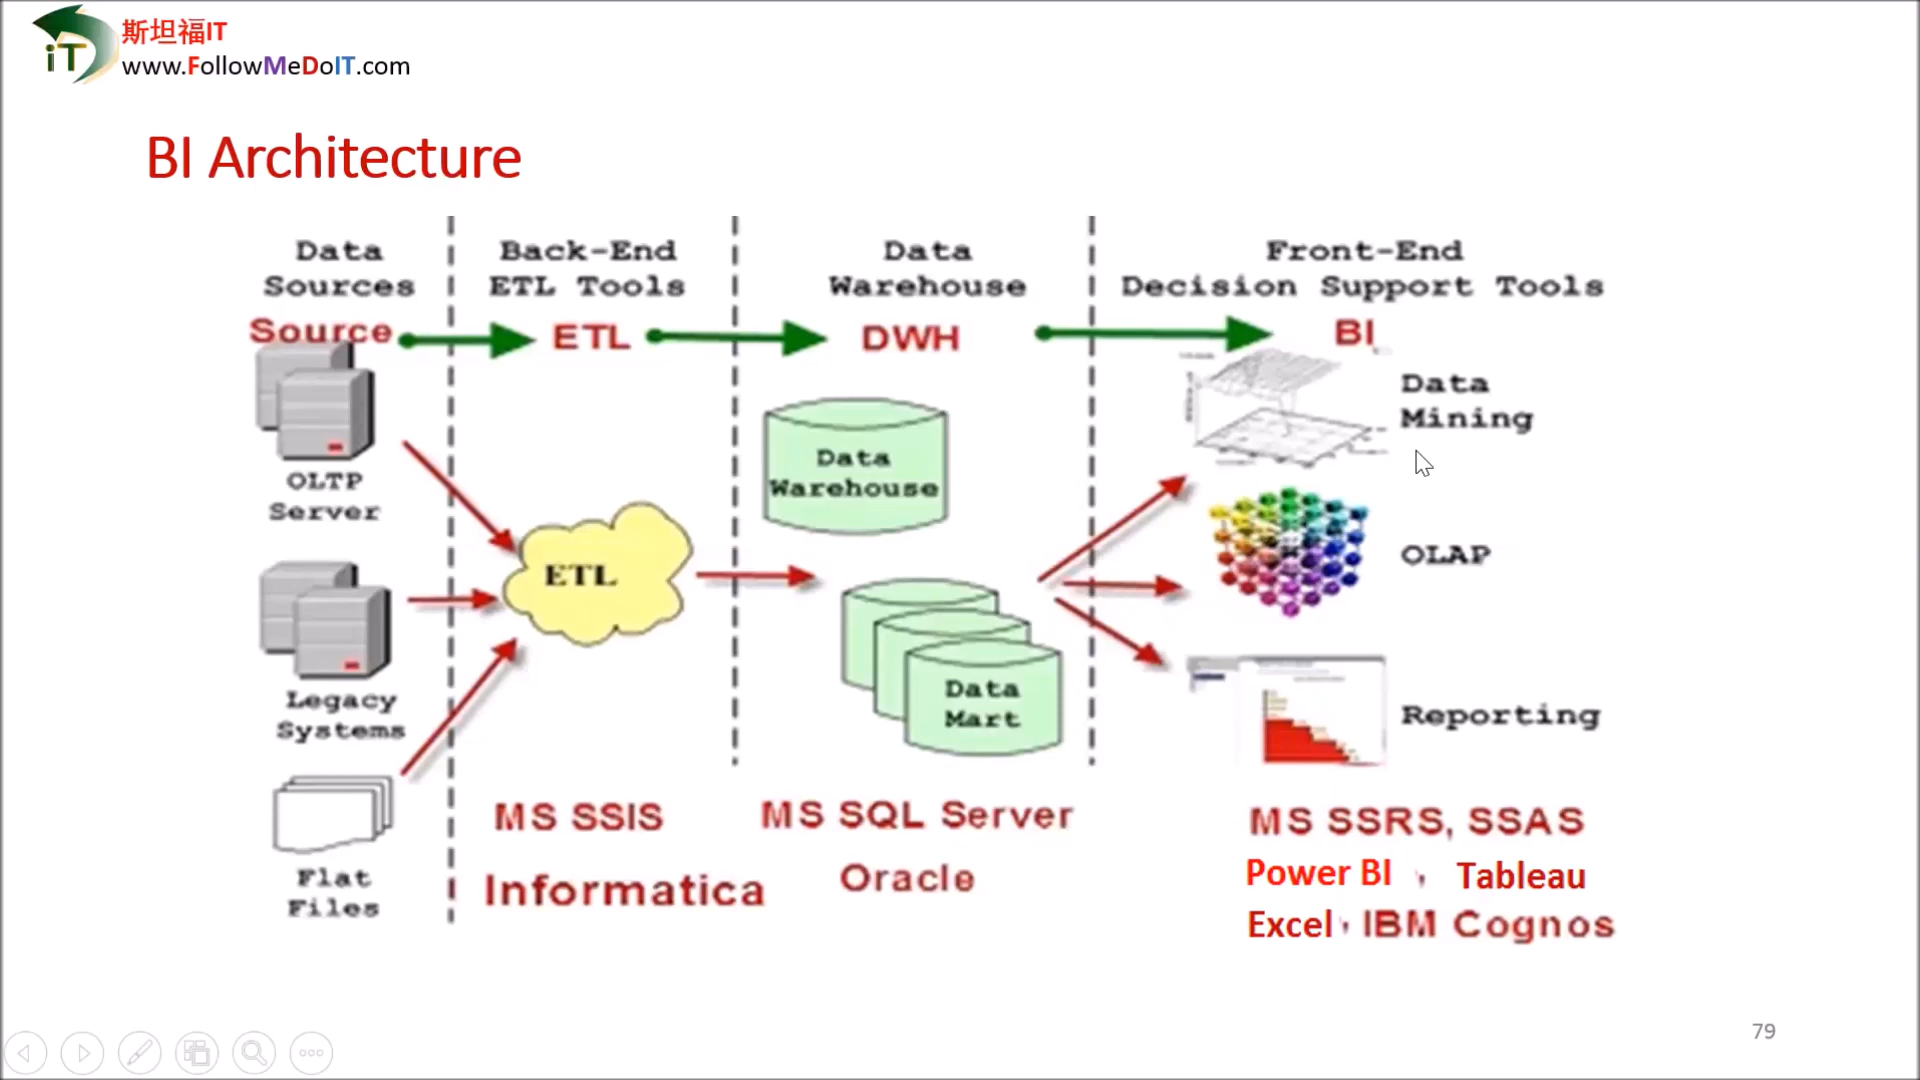 斯坦福IT
iT
www.FollowMeDoIT.com
BI Architecture
Data
Sources
Back-End
ETL Tools
Data
Warehouse
Front-End
Decision Support Tools
Source
ETL
DWH
BI
OLTP
Server
Legacy
Systems
Flat
Files
ETL
Data
Warehouse
Data
Mart
Data
Mining
OLAP
Reporting
MS SSIS
Informatica
MS SQL Server
Oracle
MS SSRS, SSAS
Power BI , Tableau
Excel, IBM Cognos
79